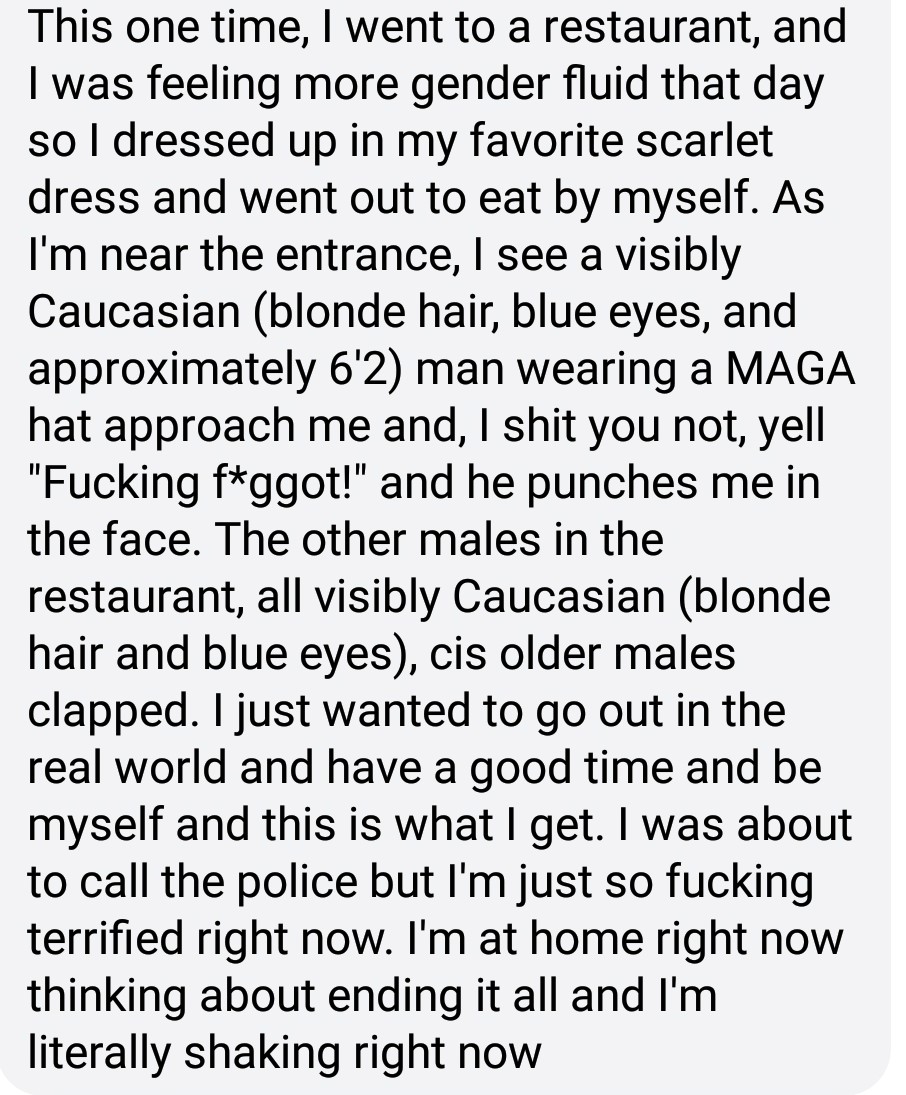 This one time, I went to a restaurant, and
I was feeling more gender fluid that day
so I dressed up in my favorite scarlet
dress and went out to eat by myself. As
I'm near the entrance, I see a visibly
Caucasian (blonde hair, blue eyes, and
approximately 6'2) man wearing a MAGA
hat approach me and, I shit you not, yell
"Fucking f*ggot!" and he punches me in
the face. The other males in the
restaurant, all visibly Caucasian (blonde
hair and blue eyes), cis older males
clapped. I just wanted to go out in the
real world and have a good time and be
myself and this is what I get. I was about
to call the police but I'm just so fucking
terrified right now. I'm at home right now
thinking about ending it all and I'm
literally shaking right now